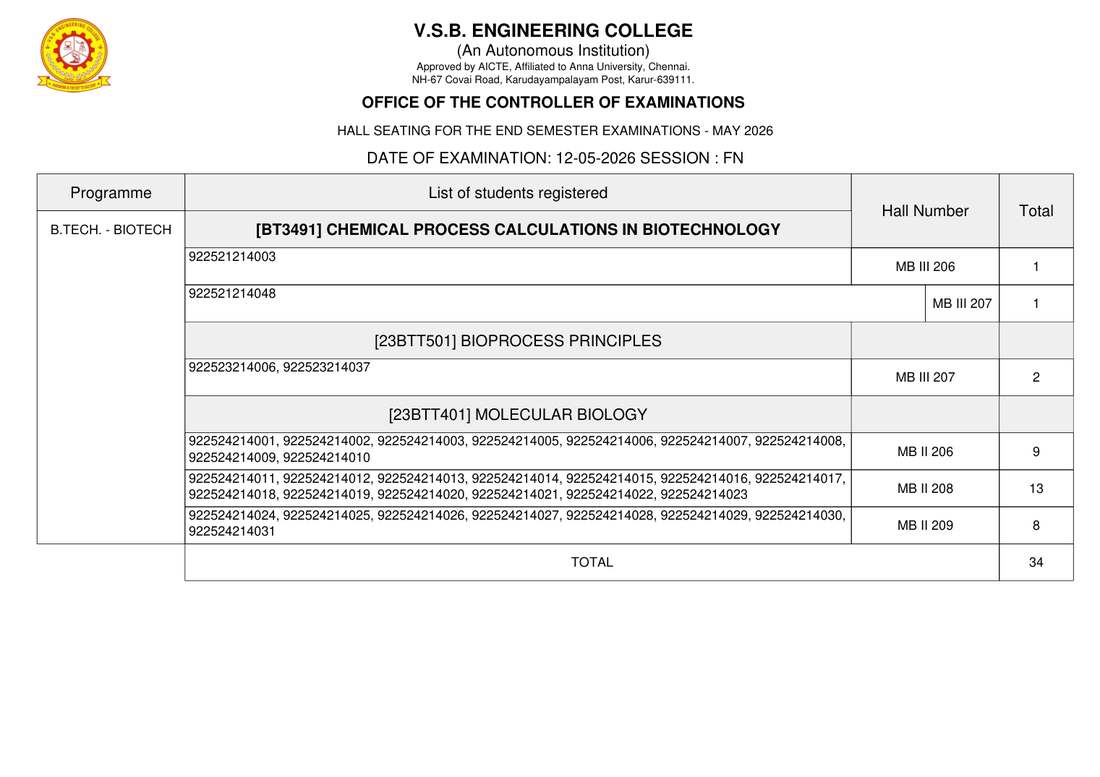 V.S.B. ENGINEERING COLLEGE
(An Autonomous Institution)
Approved by AICTE, Affiliated to Anna University, Chennai.
NH-67 Covai Road, Karudayampalayam Post, Karur-639111.
OFFICE OF THE CONTROLLER OF EXAMINATIONS
HALL SEATING FOR THE END SEMESTER EXAMINATIONS - MAY 2026
DATE OF EXAMINATION: 12-05-2026 SESSION : FN
Programme
List of students registered
Hall Number
Total
B.TECH. - BIOTECH
[BT3491] CHEMICAL PROCESS CALCULATIONS IN BIOTECHNOLOGY
922521214003
MB III 206
1
922521214048
MB III 207
1
[23BTT501] BIOPROCESS PRINCIPLES
922523214006, 922523214037
MB III 207
2
[23BTT401] MOLECULAR BIOLOGY
922524214001, 922524214002, 922524214003, 922524214005, 922524214006, 922524214007, 922524214008,
922524214009, 922524214010
MB II 206
9
922524214011, 922524214012, 922524214013, 922524214014, 922524214015, 922524214016, 922524214017,
922524214018, 922524214019, 922524214020, 922524214021, 922524214022, 922524214023
MB II 208
13
922524214024, 922524214025, 922524214026, 922524214027, 922524214028, 922524214029, 922524214030,
922524214031
MB II 209
8
TOTAL
34